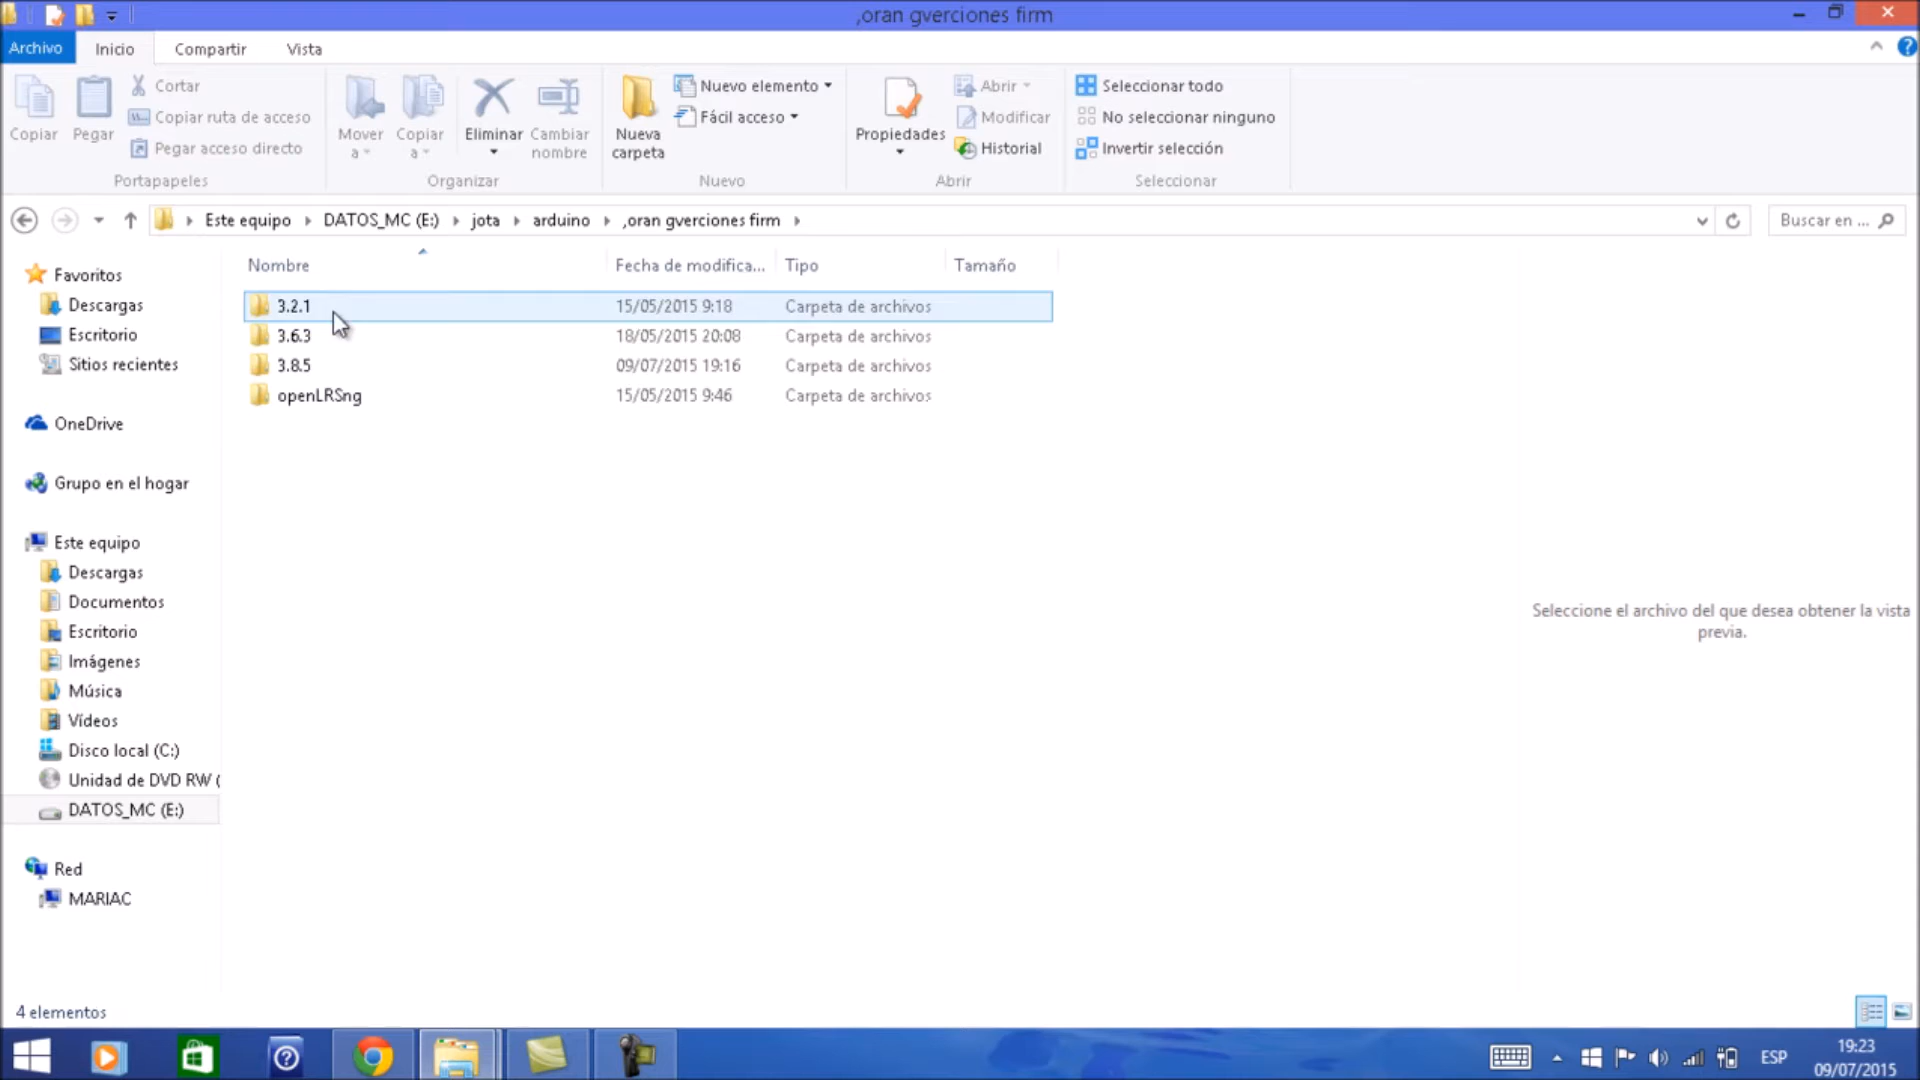 ,oran gverciones firm
Archivo Inicio Compartir Vista
Copiar
Pegar
Cortar
Copiar ruta de acceso
Pegar acceso directo
Portapapeles
Mover a
Copiar a
Eliminar
Cambiar nombre
Organizar
Nueva carpeta
Nuevo elemento
Fácil acceso
Nuevo
Propiedades
Abrir
Modificar
Historial
Abrir
Seleccionar todo
No seleccionar ninguno
Invertir selección
Seleccionar
Este equipo DATOS_MC (E:) jota arduino ,oran gverciones firm
Buscar en ...
Favoritos
Descargas
Escritorio
Sitios recientes
OneDrive
Grupo en el hogar
Este equipo
Descargas
Documentos
Escritorio
Imágenes
Música
Vídeos
Disco local (C:)
Unidad de DVD RW (
DATOS_MC (E:)
Red
MARIAC
Nombre Fecha de modifica... Tipo Tamaño
3.2.1 15/05/2015 9:18 Carpeta de archivos
3.6.3 18/05/2015 20:08 Carpeta de archivos
3.8.5 09/07/2015 19:16 Carpeta de archivos
openLRSng 15/05/2015 9:46 Carpeta de archivos
Seleccione el archivo del que desea obtener la vista
previa.
4 elementos
ESP
19:23
09/07/2015